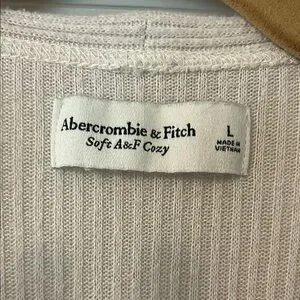 Abercrombie & Fitch
Soft A&F Cozy
L
MADE IN
VIETNAM